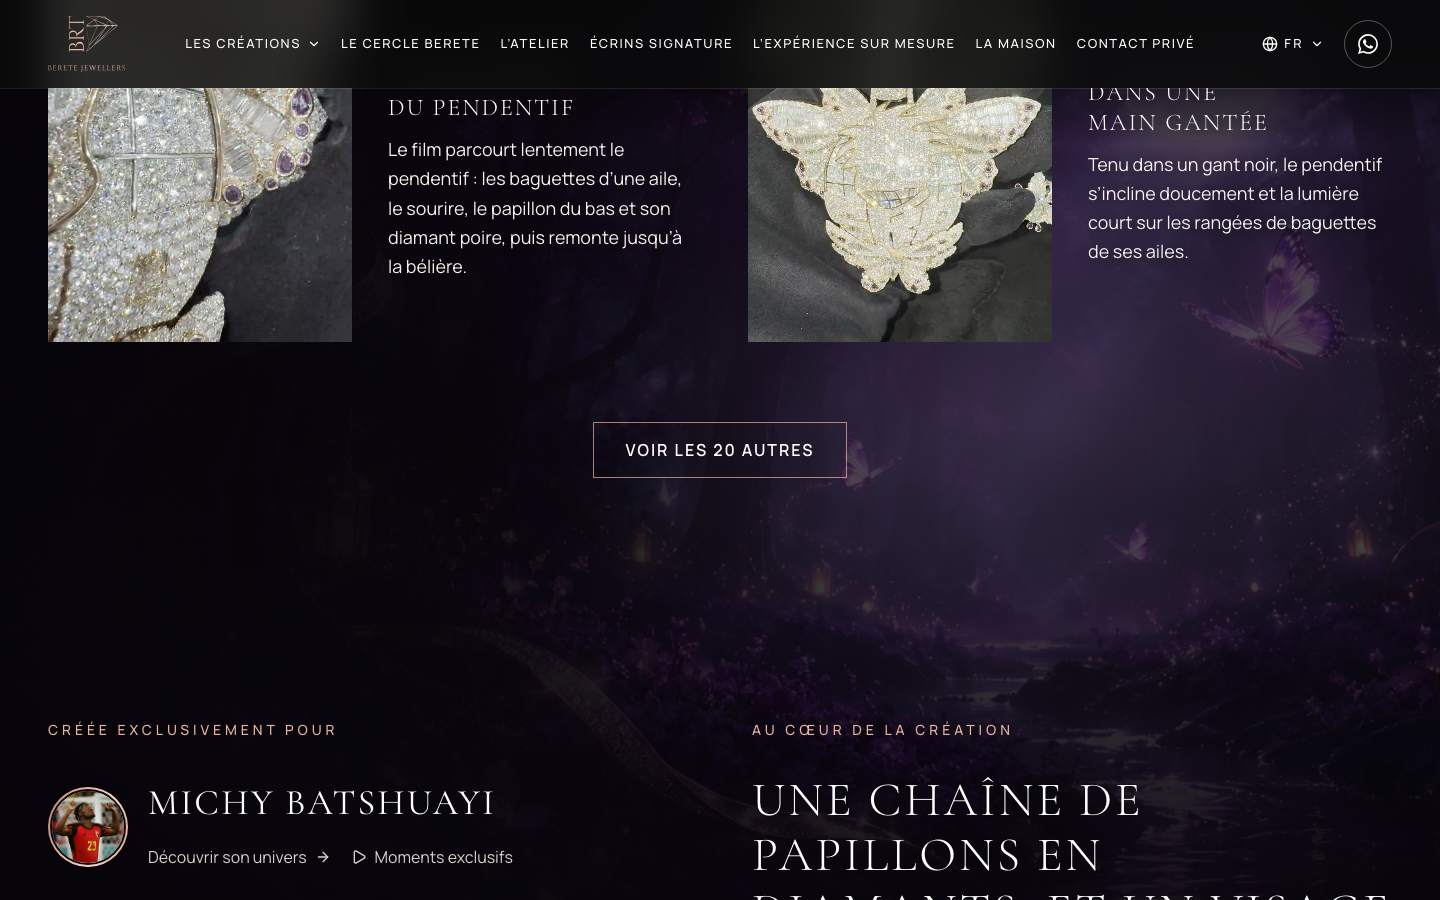 BRT
BERETE JEWELLERS
LES CRÉATIONS
LE CERCLE BERETE
L'ATELIER
ÉCRINS SIGNATURE
L'EXPÉRIENCE SUR MESURE
LA MAISON
CONTACT PRIVÉ
FR
DU PENDENTIF
Le film parcourt lentement le
pendentif : les baguettes d'une aile,
le sourire, le papillon du bas et son
diamant poire, puis remonte jusqu'à
la bélière.
DANS UNE
MAIN GANTÉE
Tenu dans un gant noir, le pendentif
s'incline doucement et la lumière
court sur les rangées de baguettes
de ses ailes.
VOIR LES 20 AUTRES
CRÉÉE EXCLUSIVEMENT POUR
MICHY BATSHUAYI
23
Découvrir son univers
Moments exclusifs
AU CŒUR DE LA CRÉATION
UNE CHAÎNE DE
PAPILLONS EN
DIAMANTS, ET UN VISAGE